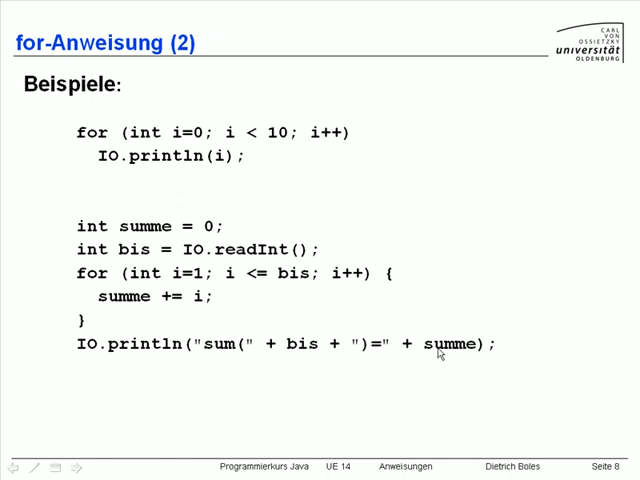 for-Anweisung (2)
CARL
VON
OSSIETZKY
universität
OLDENBURG
Beispiele:
for (int i=0; i < 10; i++)
IO.println(i);
int summe = 0;
int bis = IO.readInt();
for (int i=1; i <= bis; i++) {
summe += i;
}
IO.println("sum(" + bis + ")=" + summe);
Programmierkurs Java UE 14 Anweisungen Dietrich Boles Seite 8